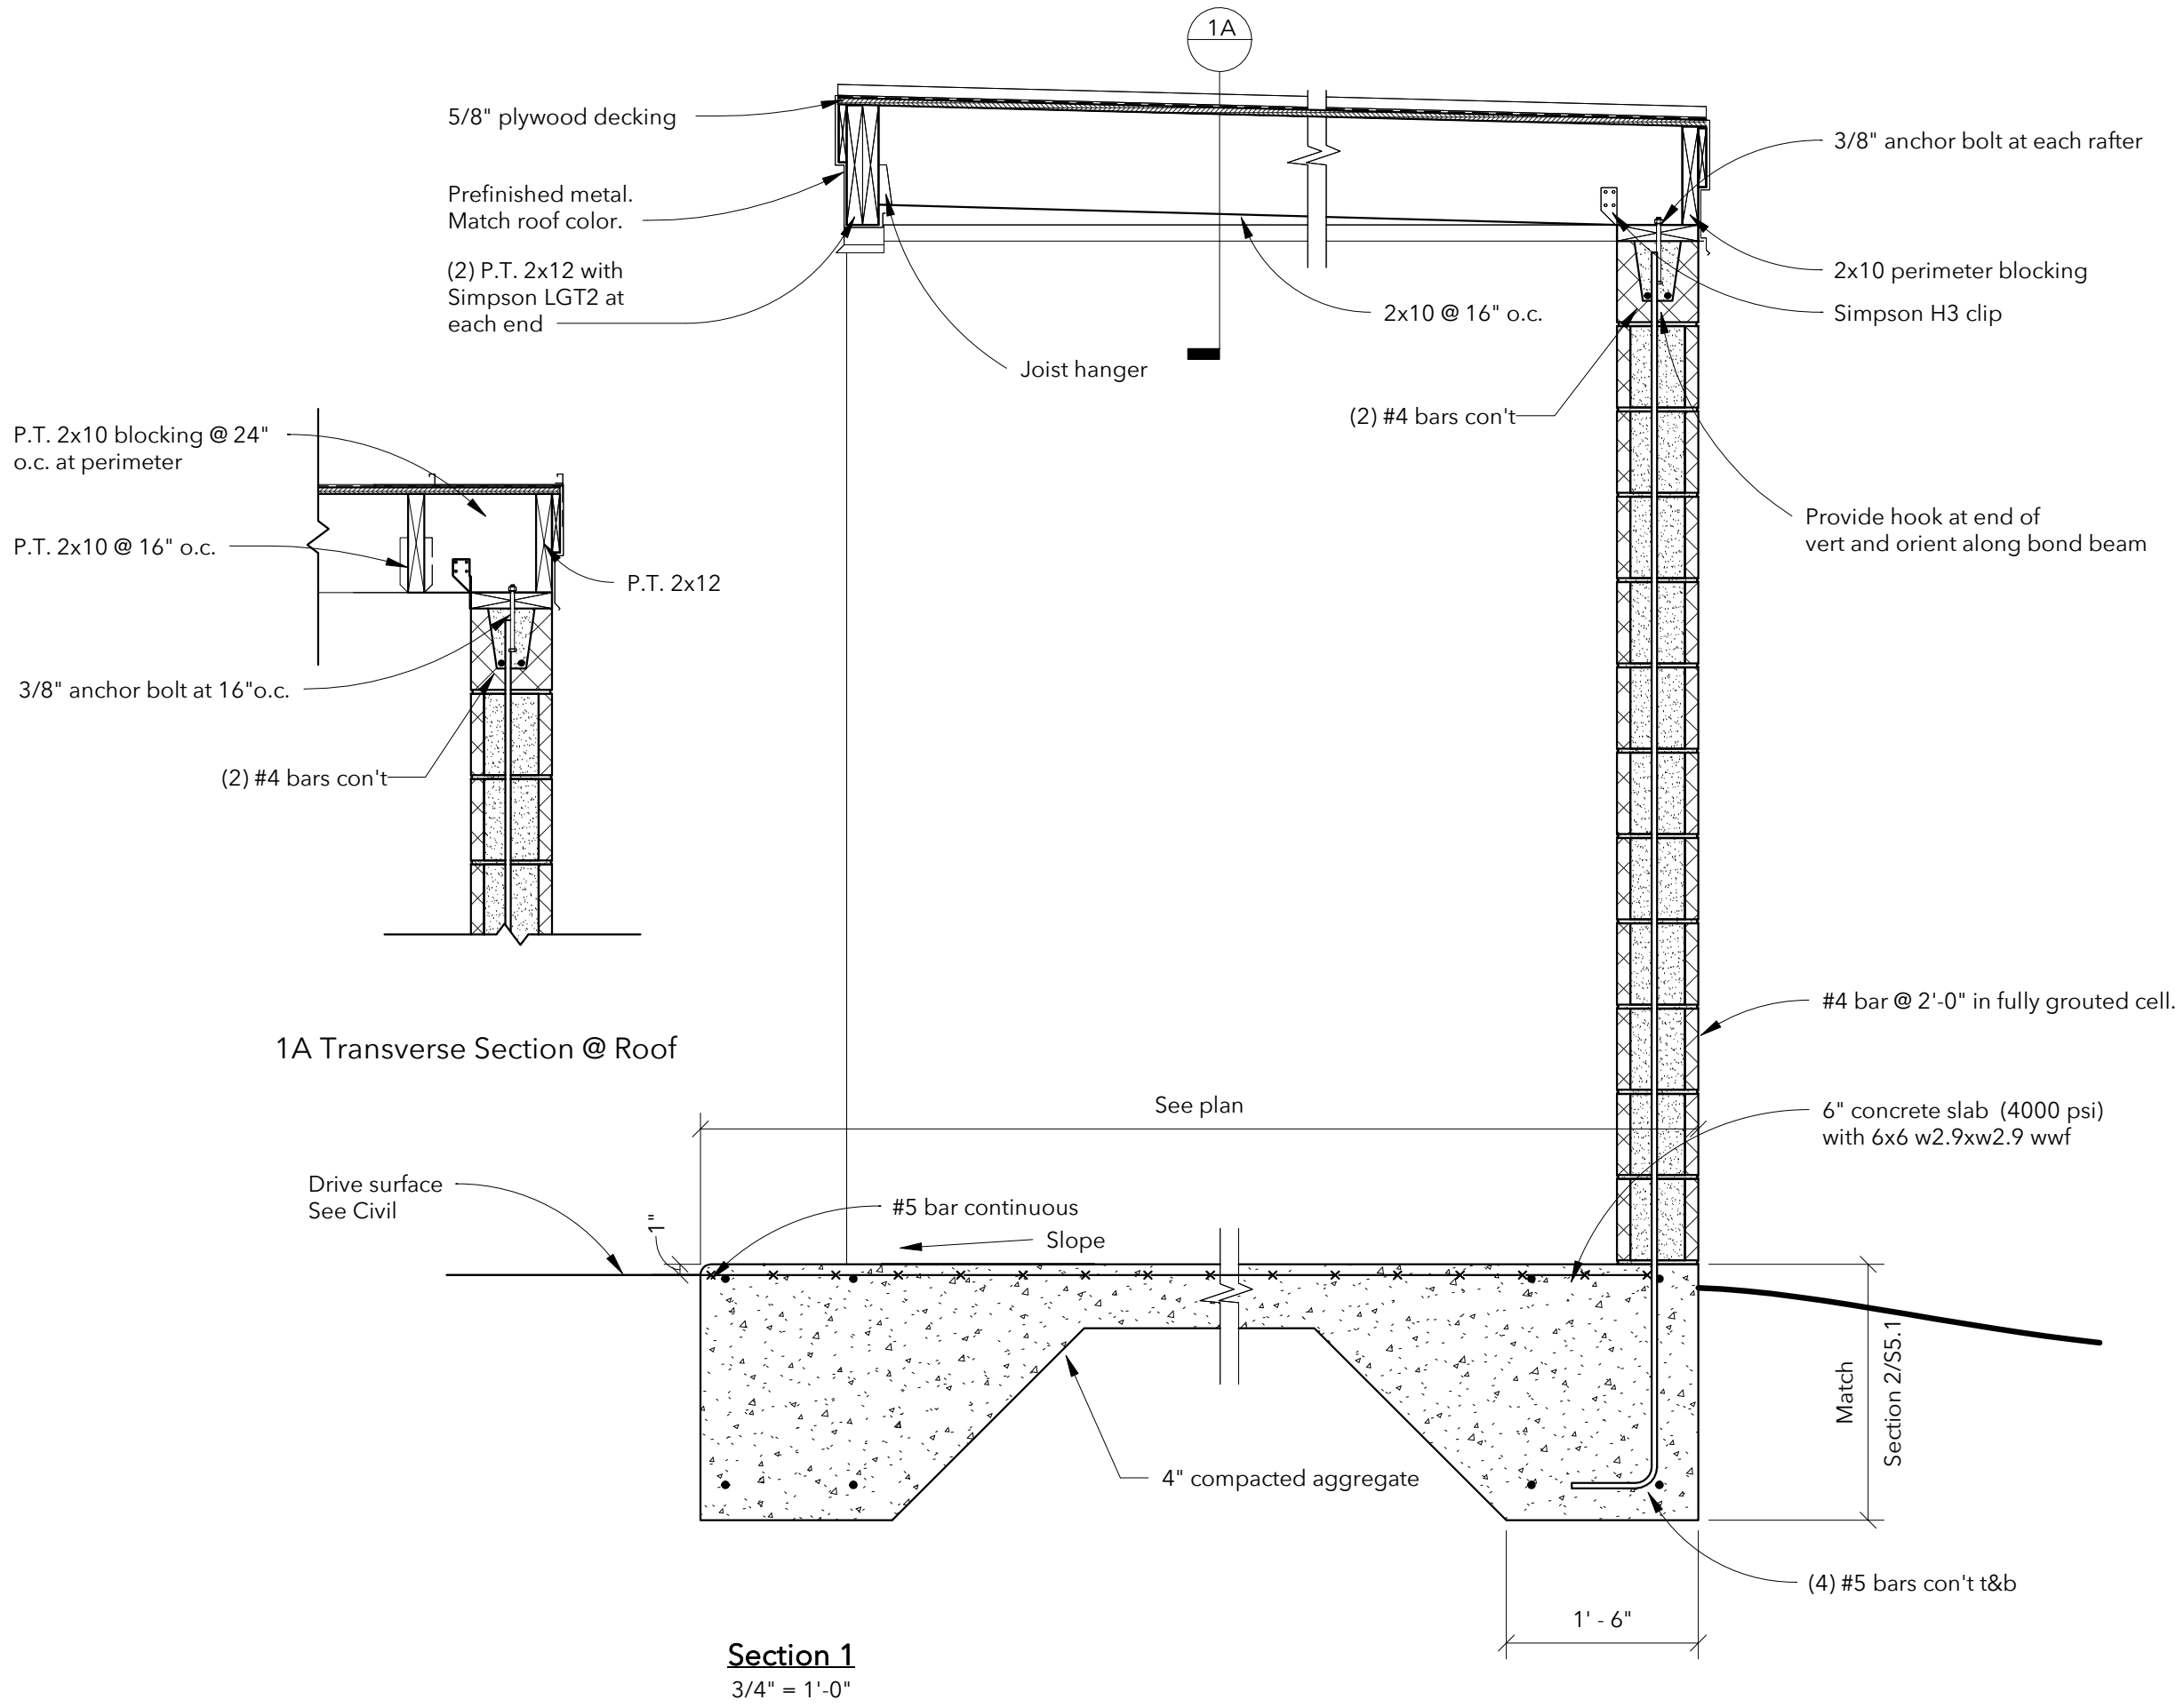 1A
5/8" plywood decking
3/8" anchor bolt at each rafter
Prefinished metal.
Match roof color.
(2) P.T. 2x12 with
Simpson LGT2 at
each end
2x10 perimeter blocking
Simpson H3 clip
2x10 @ 16" o.c.
Joist hanger
(2) #4 bars con't
P.T. 2x10 blocking @ 24"
o.c. at perimeter
Provide hook at end of
vert and orient along bond beam
P.T. 2x10 @ 16" o.c.
P.T. 2x12
3/8" anchor bolt at 16"o.c.
(2) #4 bars con't
#4 bar @ 2'-0" in fully grouted cell.
1A Transverse Section @ Roof
See plan
6" concrete slab (4000 psi)
with 6x6 w2.9xw2.9 wwf
Drive surface
See Civil
1"
#5 bar continuous
Slope
Match
Section 2/S5.1
4" compacted aggregate
(4) #5 bars con't t&b
1' - 6"
Section 1
3/4" = 1'-0"